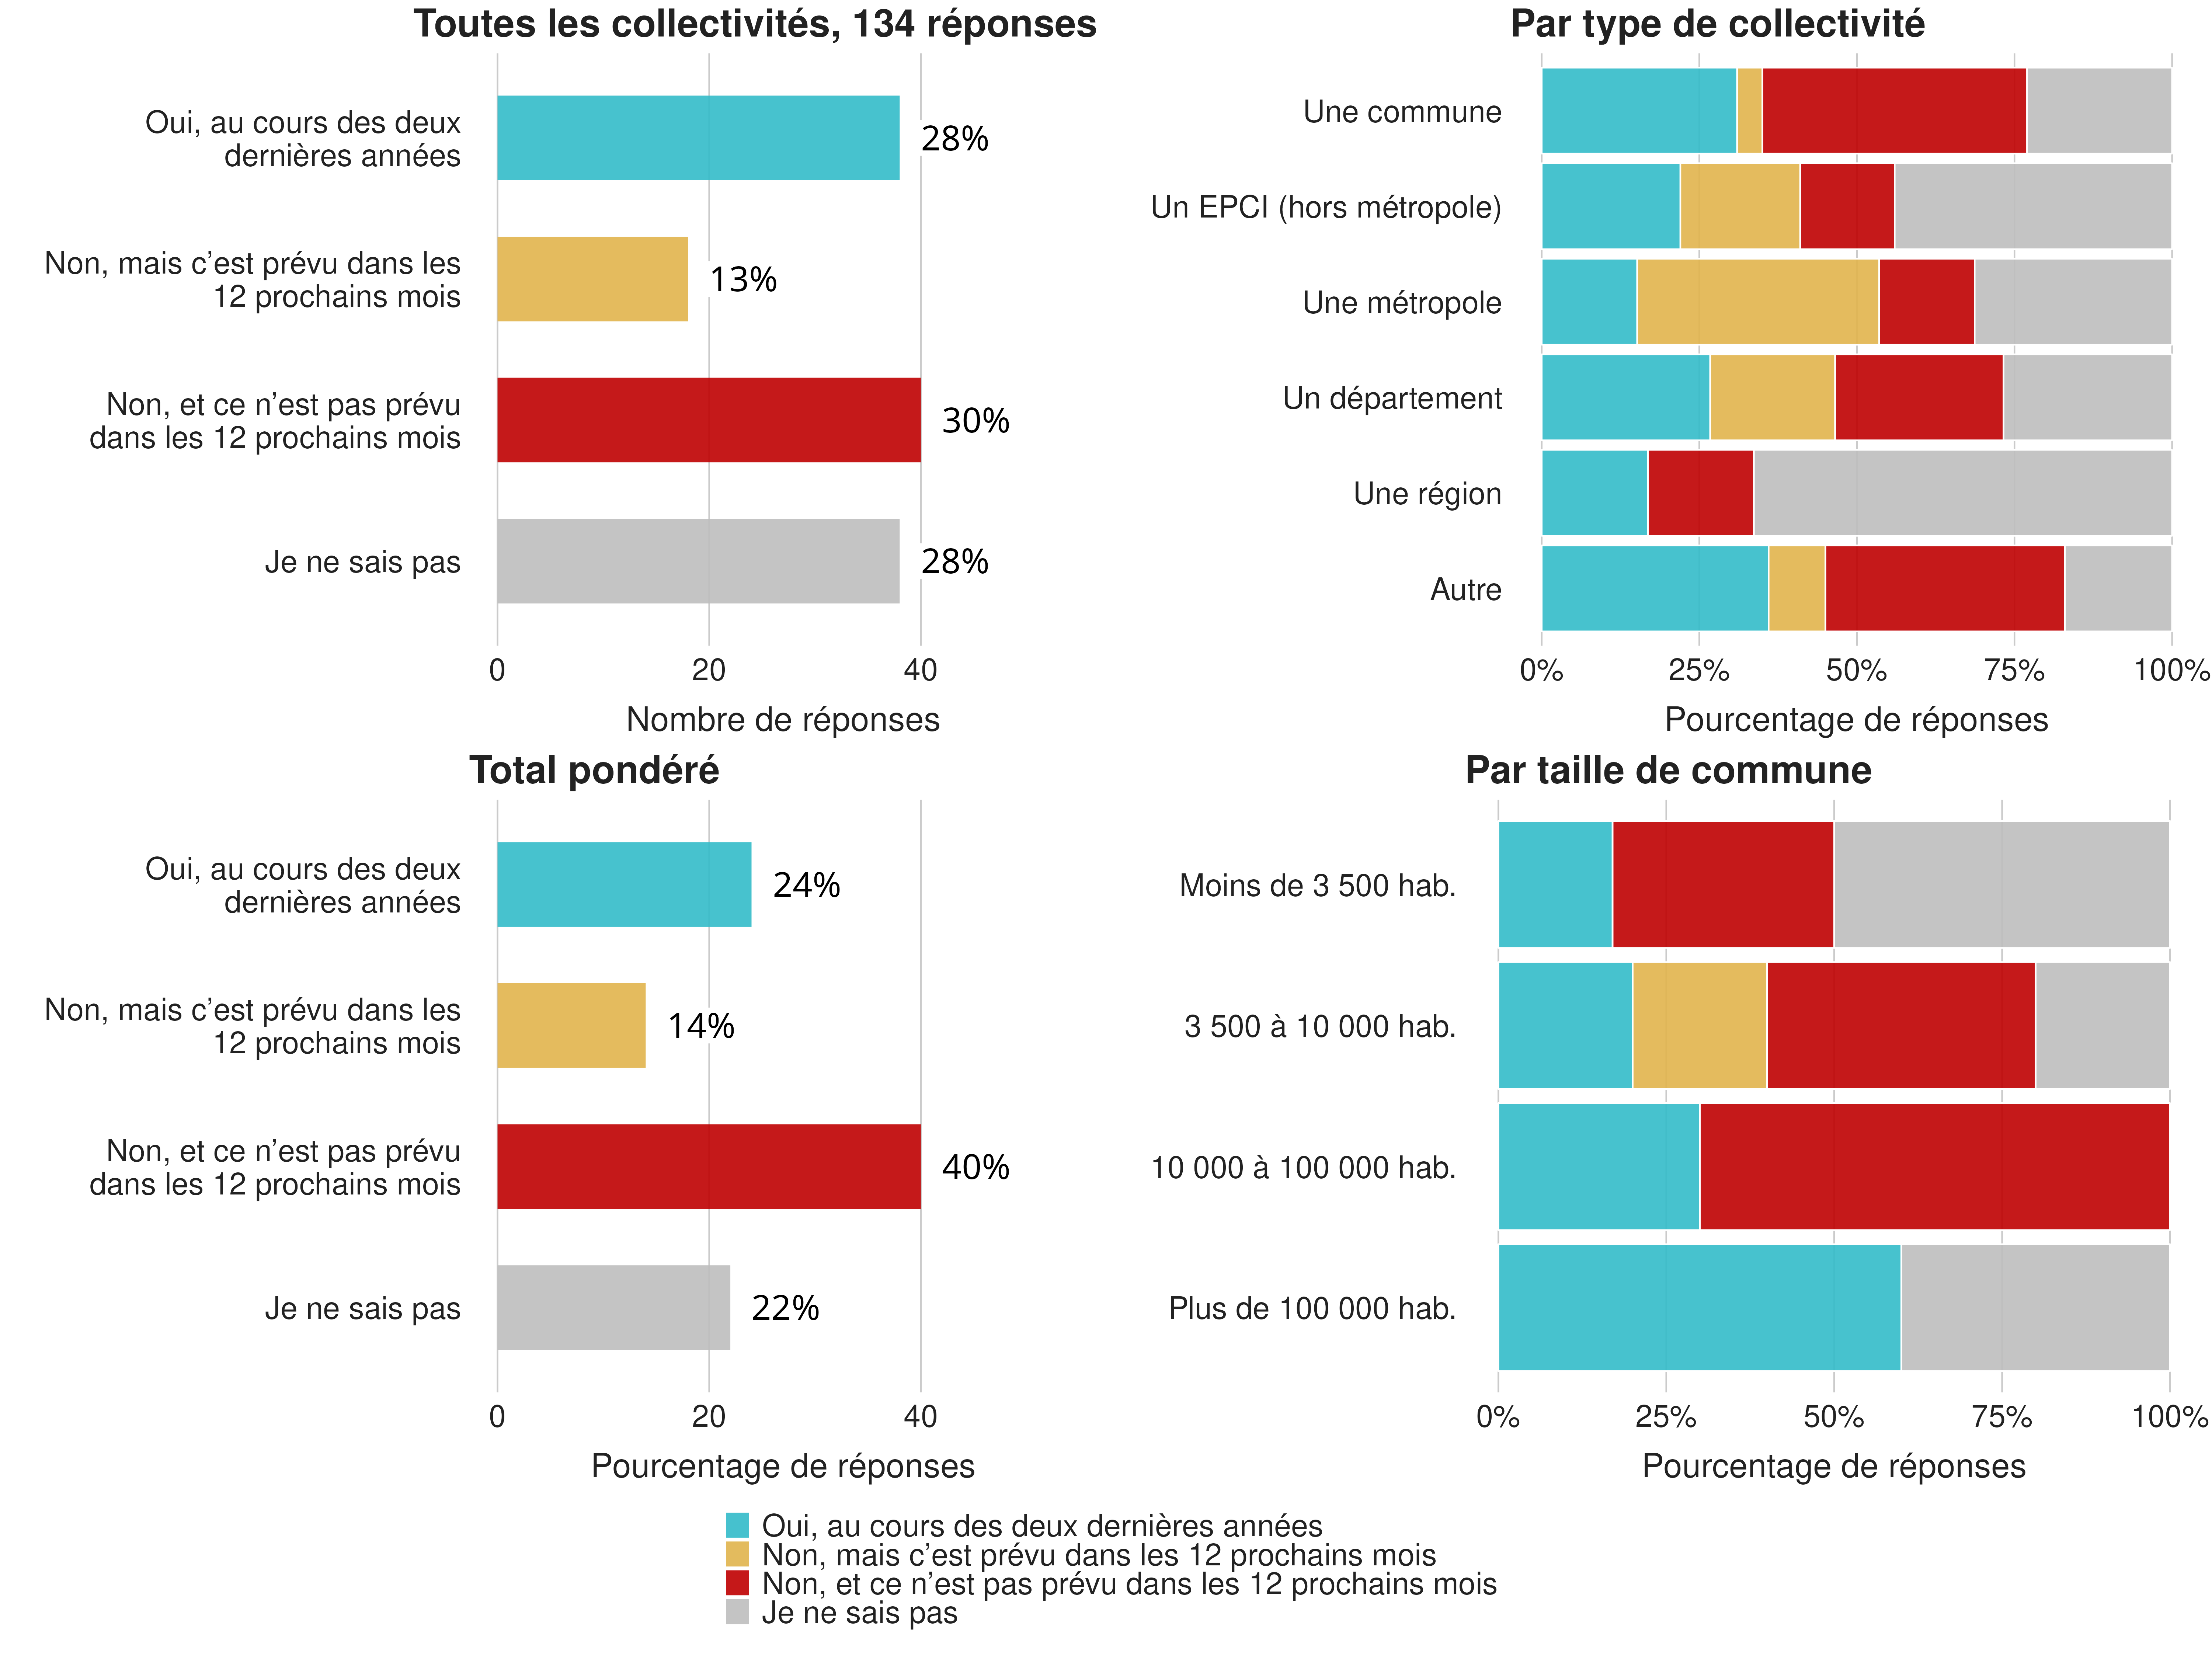 Toutes les collectivités, 134 réponses
Oui, au cours des deux
dernières années
28%
Non, mais c’est prévu dans les
12 prochains mois
13%
Non, et ce n’est pas prévu
dans les 12 prochains mois
30%
Je ne sais pas
28%
0 20 40
Nombre de réponses
Par type de collectivité
Une commune
Un EPCI (hors métropole)
Une métropole
Un département
Une région
Autre
0% 25% 50% 75% 100%
Pourcentage de réponses
Total pondéré
Oui, au cours des deux
dernières années
24%
Non, mais c’est prévu dans les
12 prochains mois
14%
Non, et ce n’est pas prévu
dans les 12 prochains mois
40%
Je ne sais pas
22%
0 20 40
Pourcentage de réponses
Par taille de commune
Moins de 3 500 hab.
3 500 à 10 000 hab.
10 000 à 100 000 hab.
Plus de 100 000 hab.
0% 25% 50% 75% 100%
Pourcentage de réponses
Oui, au cours des deux dernières années
Non, mais c’est prévu dans les 12 prochains mois
Non, et ce n’est pas prévu dans les 12 prochains mois
Je ne sais pas